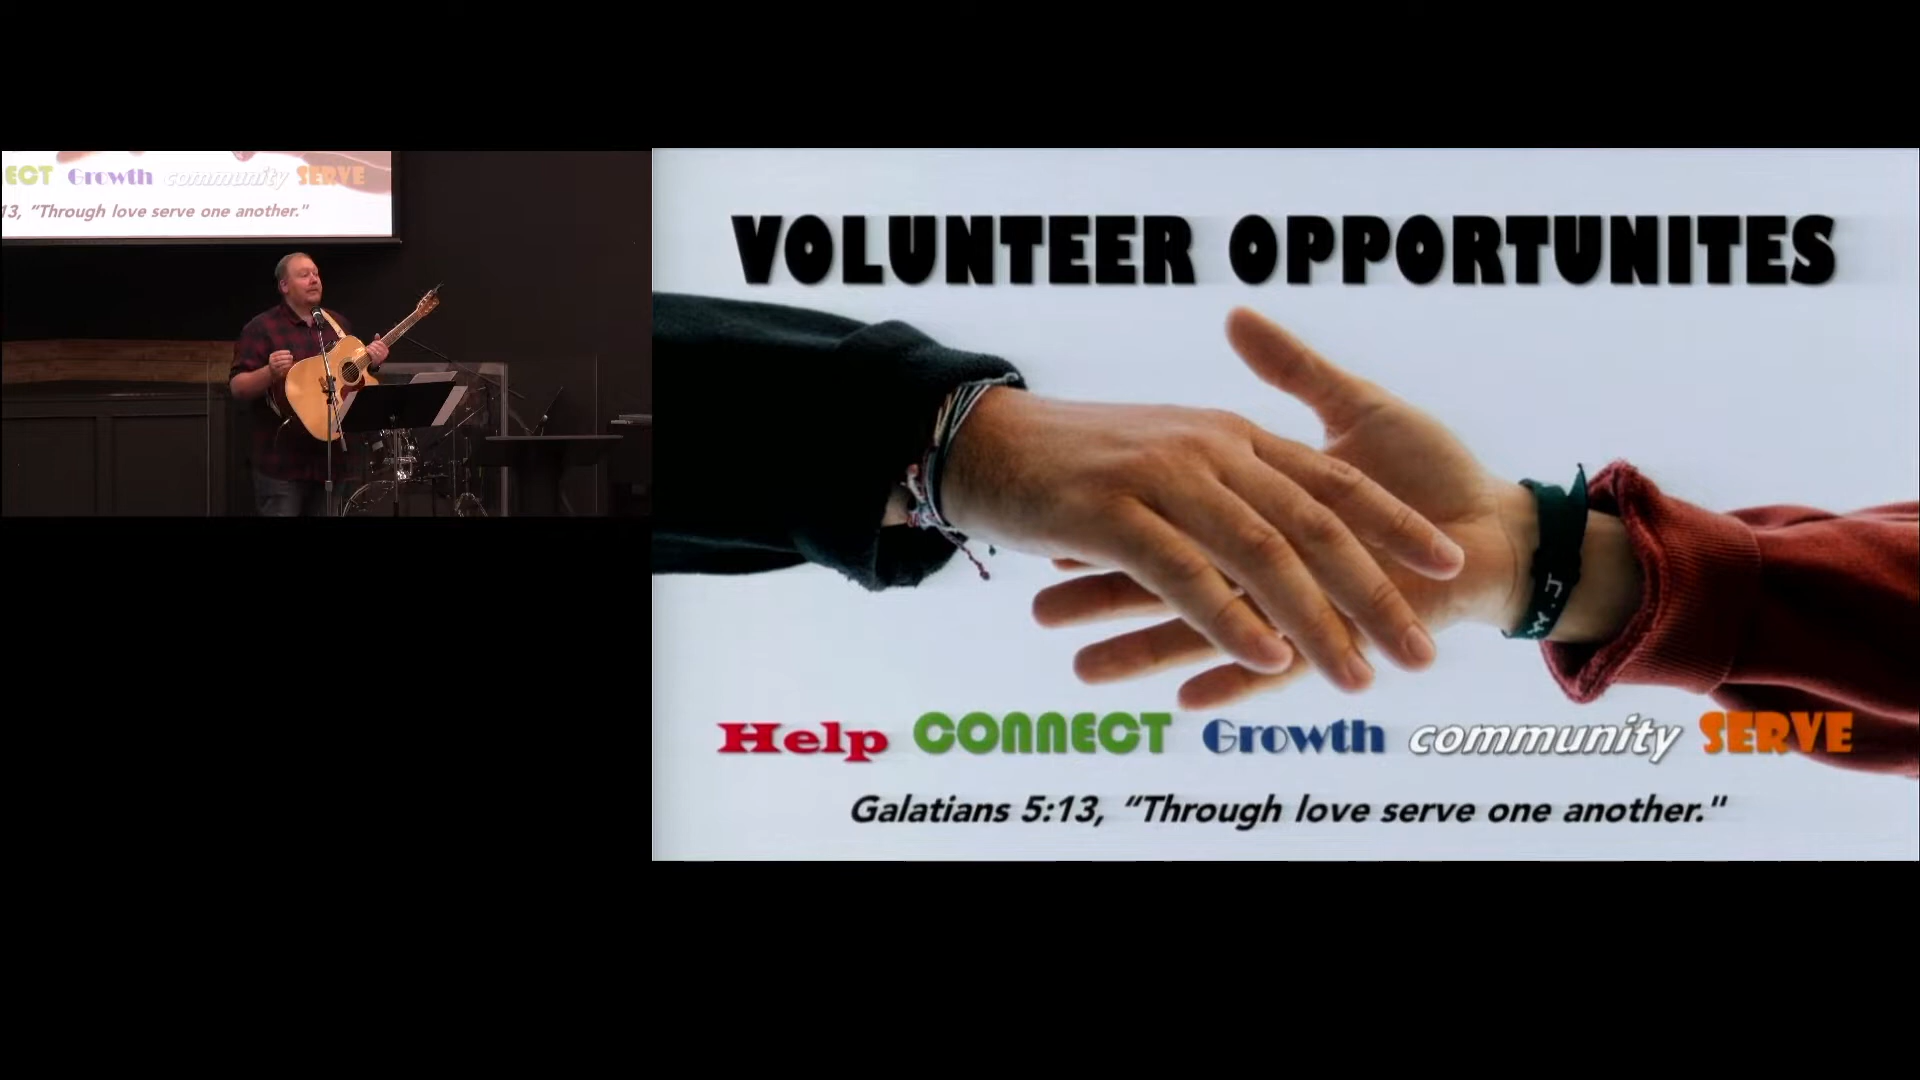 ECT Growth community SERVE
13, “Through love serve one another."
VOLUNTEER OPPORTUNITES
W.J
Help CONNECT Growth community SERVE
Galatians 5:13, “Through love serve one another."